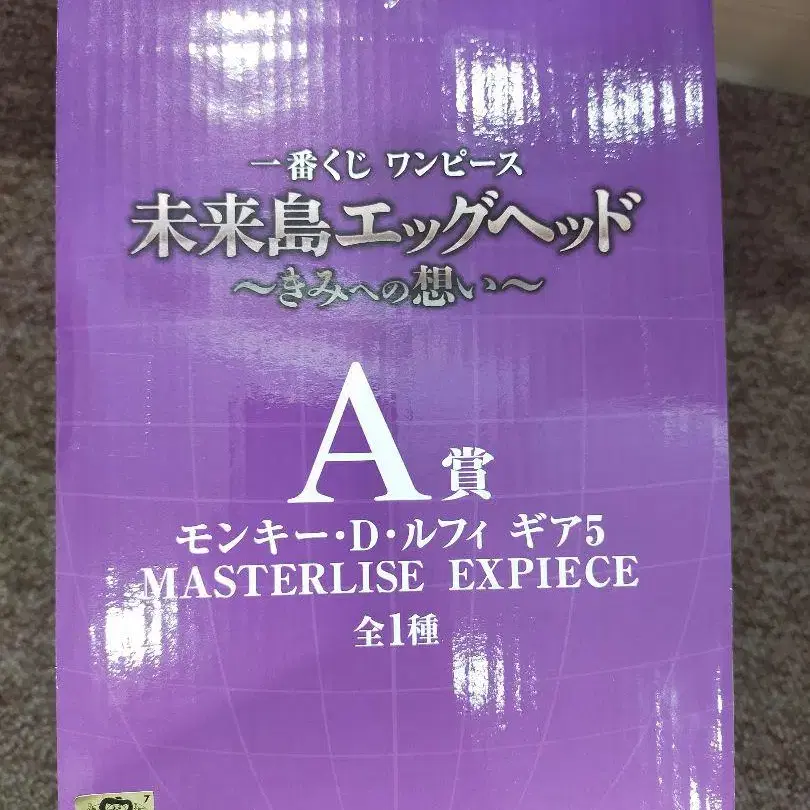 一番くじ ワンピース
未来島エッグヘッド
～きみへの想い～
A賞
モンキー・D・ルフィ ギア5
MASTERLISE EXPIECE
全1種
7